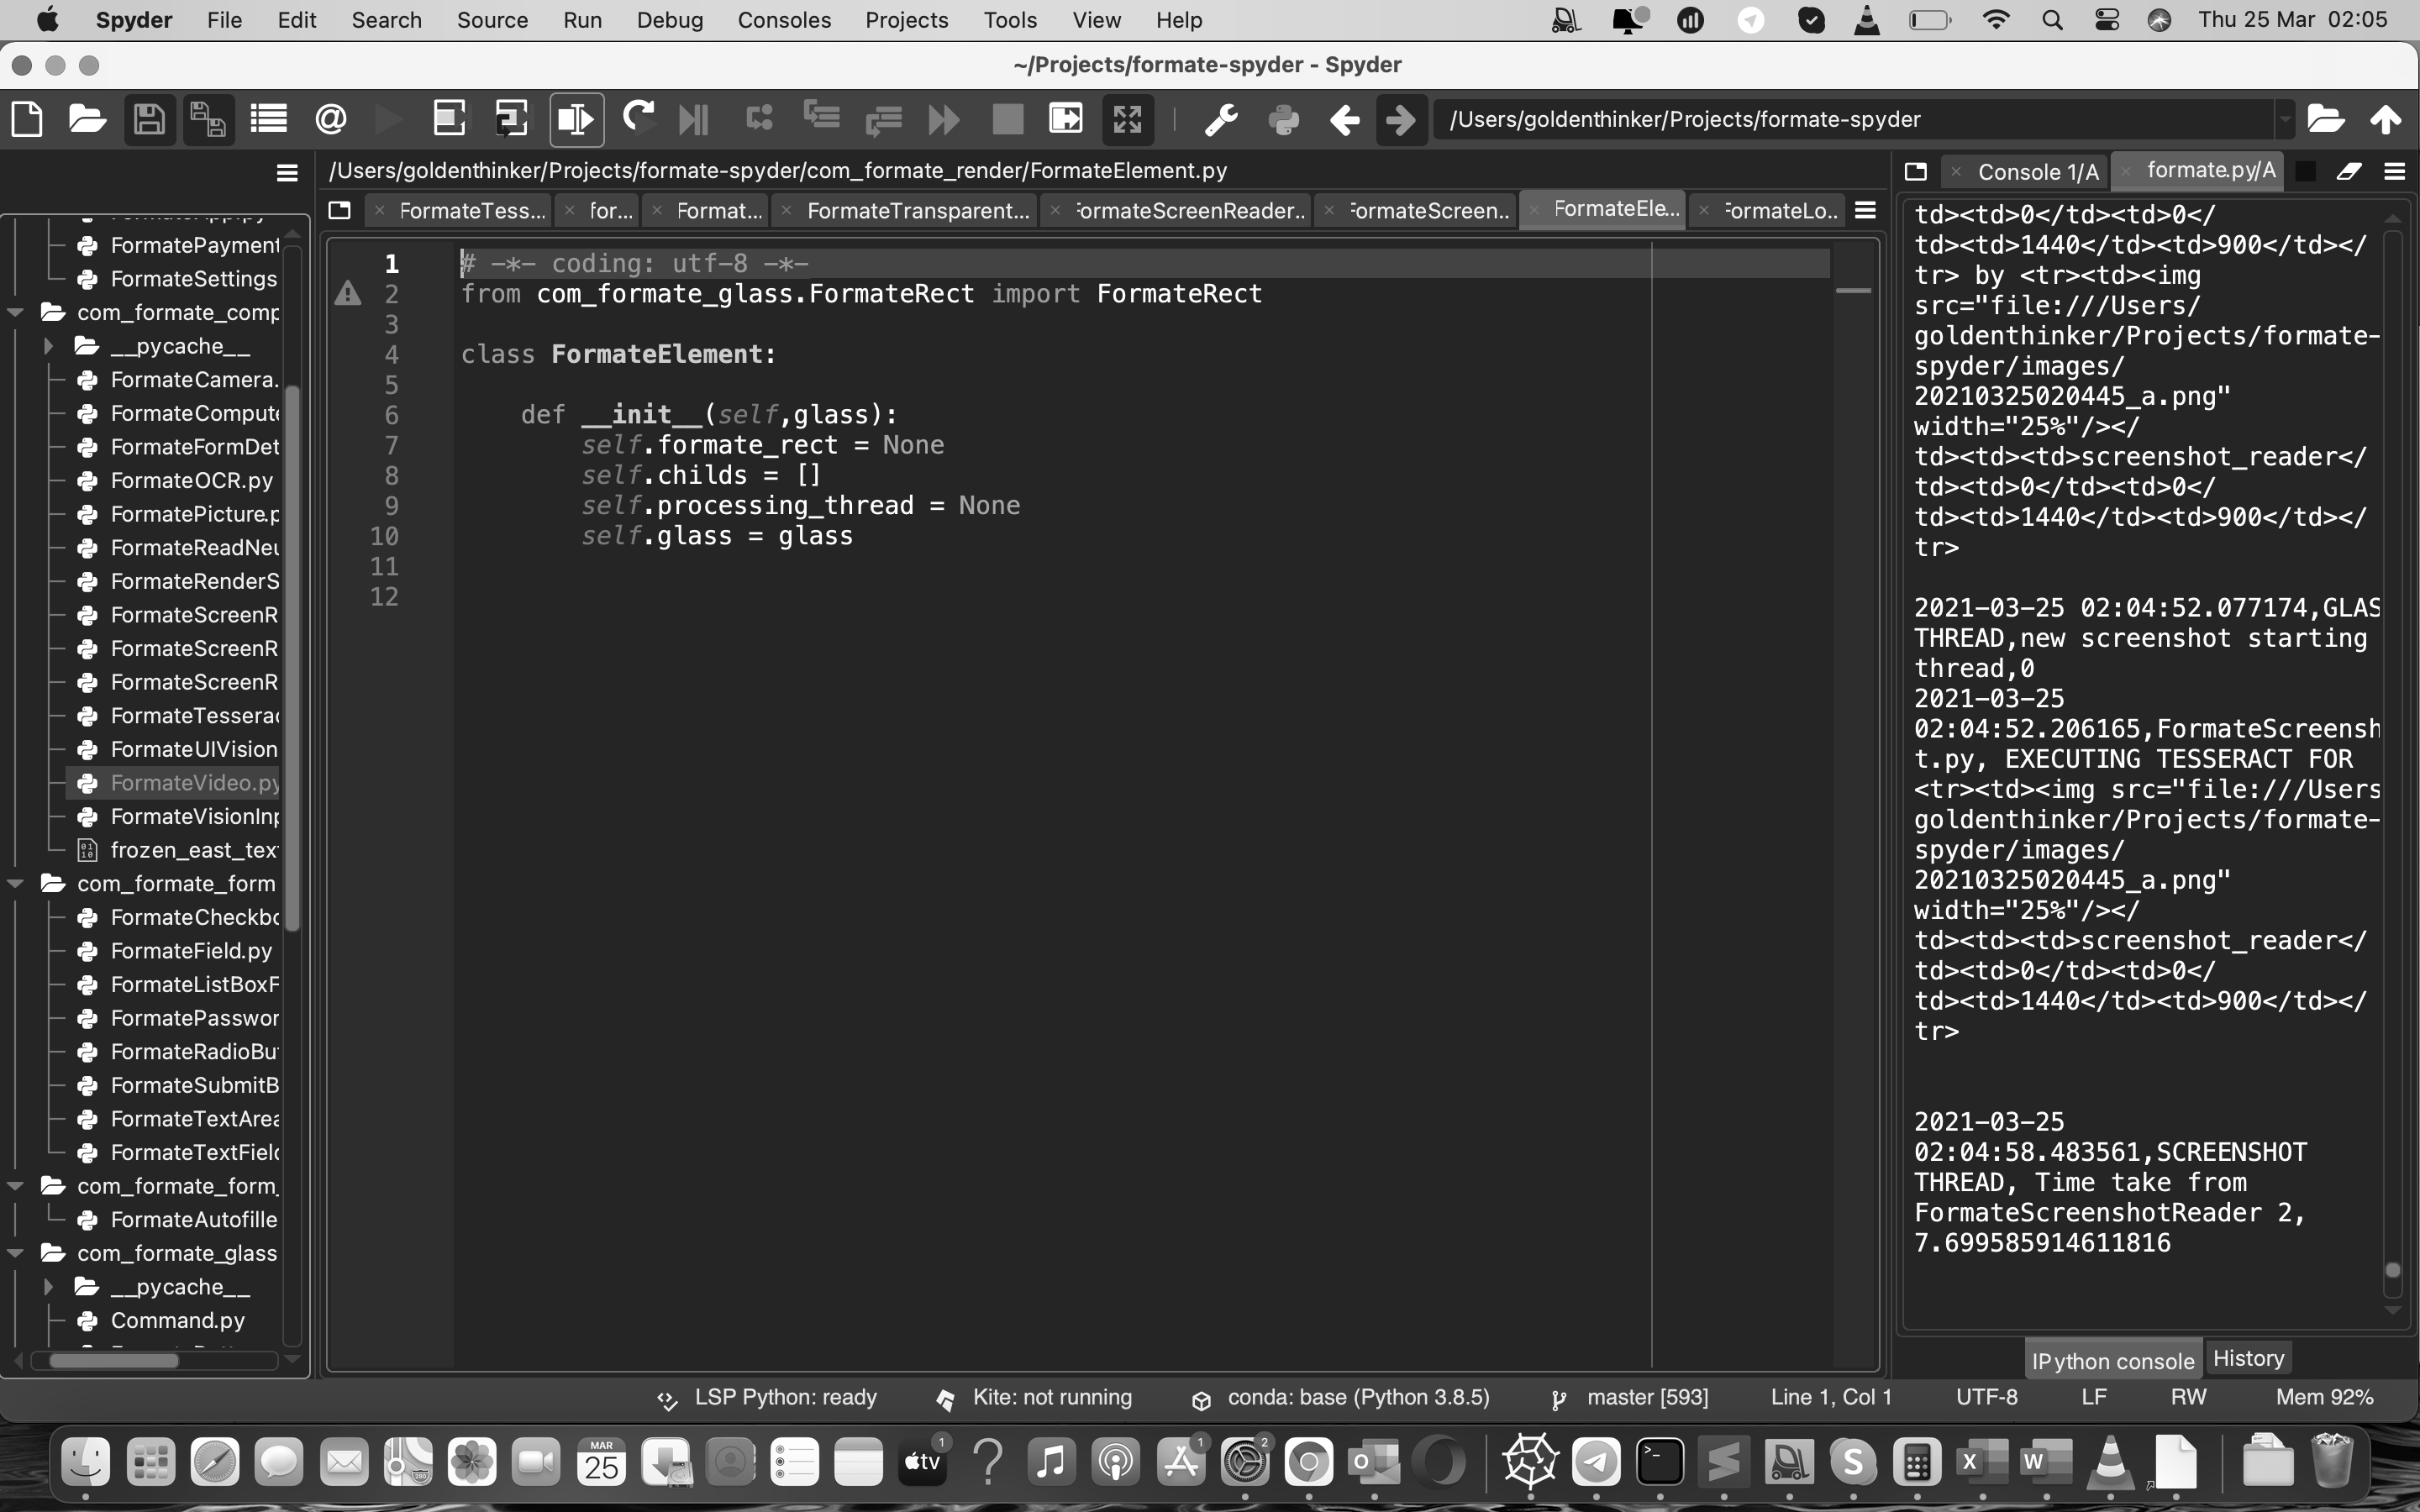 Spyder File Edit Search Source Run Debug Consoles Projects Tools View Help Thu 25 Mar 02:05
~/Projects/formate-spyder - Spyder
/Users/goldenthinker/Projects/formate-spyder
/Users/goldenthinker/Projects/formate-spyder/com_formate_render/FormateElement.py
Console 1/A formate.py/A
FormateTess... for... Format... FormateTransparent... ormateScreenReader.. ormateScreen.. FormateEle... ormateLo..
FormatePayment
FormateSettings
com_formate_comp
__pycache__
FormateCamera.
FormateCompute
FormateFormDet
FormateOCR.py
FormatePicture.p
FormateReadNeu
FormateRenderS
FormateScreenR
FormateScreenR
FormateScreenR
FormateTesserac
FormateUIVision
FormateVideo.py
FormateVisionInp
frozen_east_tex
com_formate_form
FormateCheckbo
FormateField.py
FormateListBoxF
FormatePasswor
FormateRadioBu
FormateSubmitB
FormateTextArea
FormateTextField
com_formate_form_
FormateAutofille
com_formate_glass
__pycache__
Command.py
1 # -*- coding: utf-8 -*-
2 from com_formate_glass.FormateRect import FormateRect
3
4 class FormateElement:
5
6 def __init__(self,glass):
7 self.formate_rect = None
8 self.childs = []
9 self.processing_thread = None
10 self.glass = glass
11
12
td><td>0</td><td>0</
td><td>1440</td><td>900</td></
tr> by <tr><td><img
src="file:///Users/
goldenthinker/Projects/formate-
spyder/images/
20210325020445_a.png"
width="25%"/></
td><td><td>screenshot_reader</
td><td>0</td><td>0</
td><td>1440</td><td>900</td></
tr>
2021-03-25 02:04:52.077174,GLAS
THREAD,new screenshot starting
thread,0
2021-03-25
02:04:52.206165,FormateScreensh
t.py, EXECUTING TESSERACT FOR
<tr><td><img src="file:///Users
goldenthinker/Projects/formate-
spyder/images/
20210325020445_a.png"
width="25%"/></
td><td><td>screenshot_reader</
td><td>0</td><td>0</
td><td>1440</td><td>900</td></
tr>
2021-03-25
02:04:58.483561,SCREENSHOT
THREAD, Time take from
FormateScreenshotReader 2,
7.699585914611816
IPython console History
LSP Python: ready Kite: not running conda: base (Python 3.8.5) master [593] Line 1, Col 1 UTF-8 LF RW Mem 92%
MAR
25
tv
1
1
2
280